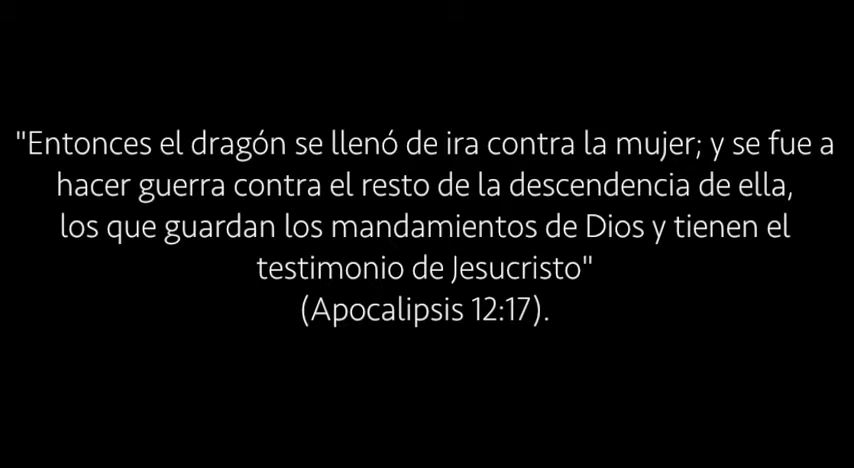 "Entonces el dragón se llenó de ira contra la mujer; y se fue a
hacer guerra contra el resto de la descendencia de ella,
los que guardan los mandamientos de Dios y tienen el
testimonio de Jesucristo"
(Apocalipsis 12:17).